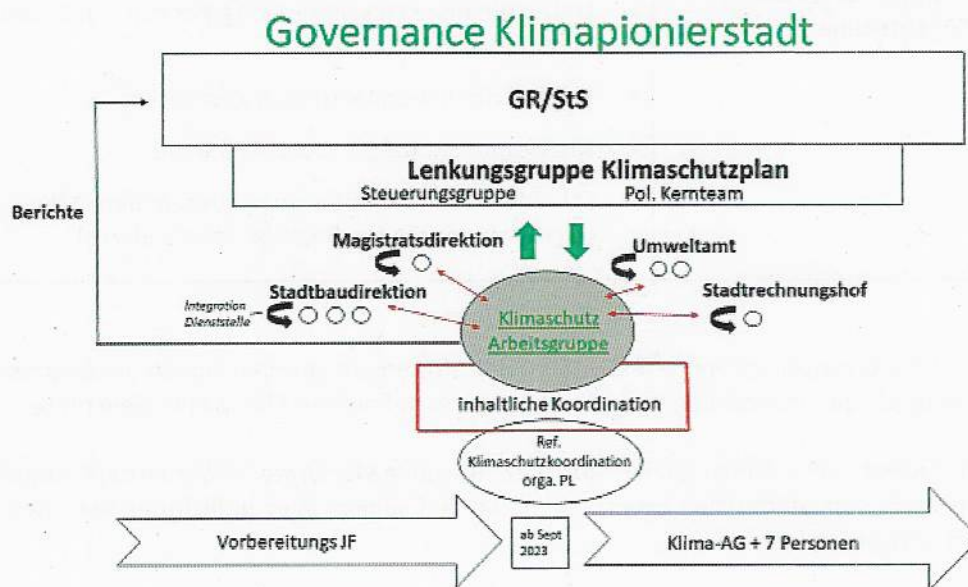 Governance Klimapionierstadt
GR/StS
Lenkungsgruppe Klimaschutzplan
Steuerungsgruppe
Pol. Kernteam
Berichte
Magistratsdirektion
Umweltamt
Stadtbaudirektion
Stadtrechnungshof
Integration
Dienststelle
Klimaschutz
Arbeitsgruppe
inhaltliche Koordination
Ref.
Klimaschutzkoordination
orga. PL
Vorbereitungs JF
ab Sept
2023
Klima-AG + 7 Personen